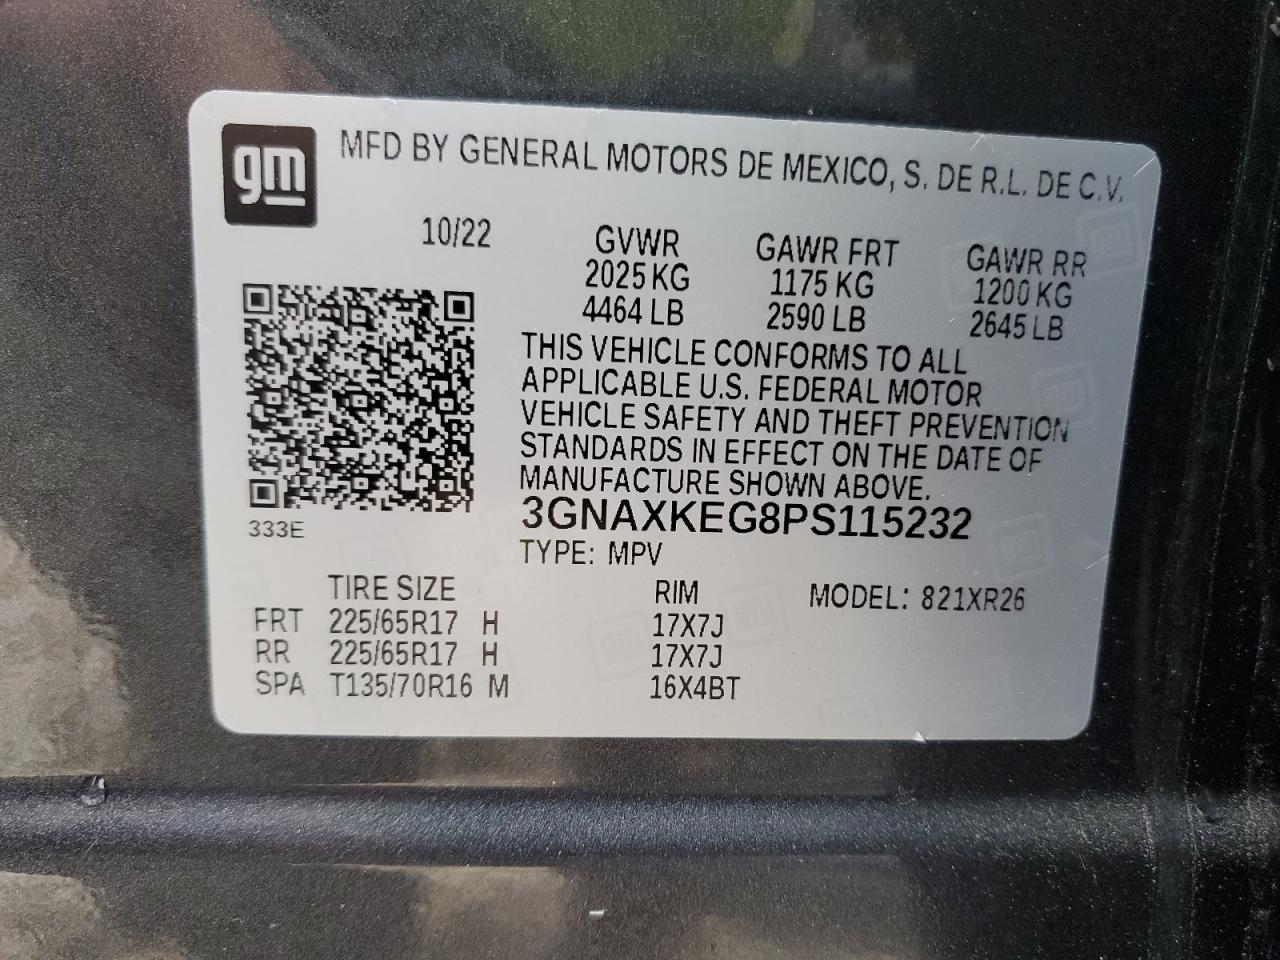 gm
MFD BY GENERAL MOTORS DE MEXICO, S. DE R.L. DE C.V.
10/22
GVWR GAWR FRT GAWR RR
2025 KG 1175 KG 1200 KG
4464 LB 2590 LB 2645 LB
THIS VEHICLE CONFORMS TO ALL
APPLICABLE U.S. FEDERAL MOTOR
VEHICLE SAFETY AND THEFT PREVENTION
STANDARDS IN EFFECT ON THE DATE OF
MANUFACTURE SHOWN ABOVE.
3GNAXKEG8PS115232
333E
TYPE: MPV
TIRE SIZE RIM MODEL: 821XR26
FRT 225/65R17 H 17X7J
RR 225/65R17 H 17X7J
SPA T135/70R16 M 16X4BT